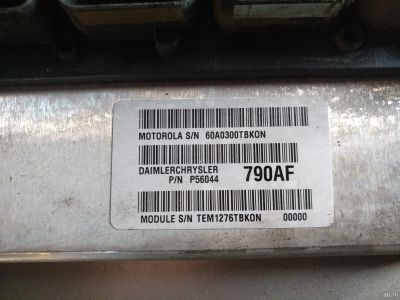 MOTOROLA S/N 60A0300TBKON
DAIMLERCHRYSLER 790AF
P/N P56044
MODULE S/N TEM1276TBKON 00000